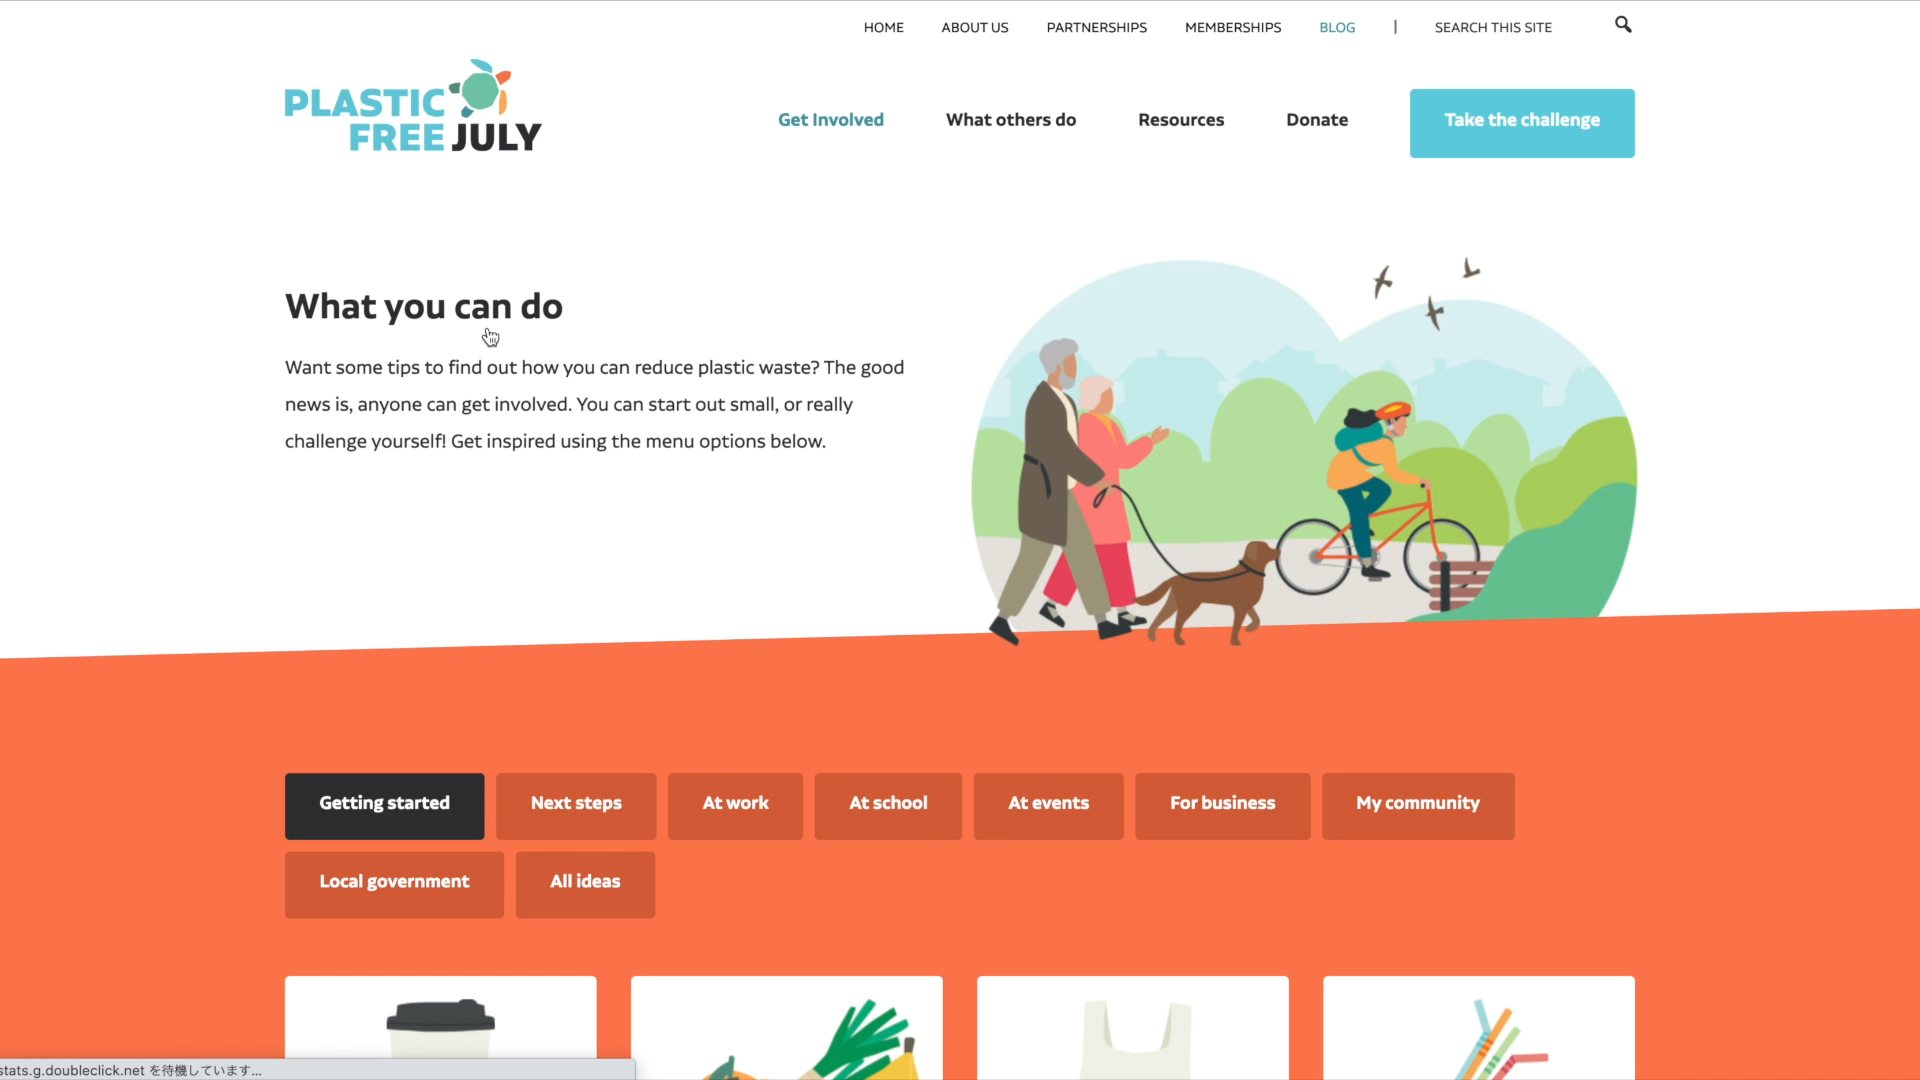 HOME ABOUT US PARTNERSHIPS MEMBERSHIPS BLOG | SEARCH THIS SITE
PLASTIC
FREE JULY
Get Involved What others do Resources Donate Take the challenge
What you can do
Want some tips to find out how you can reduce plastic waste? The good
news is, anyone can get involved. You can start out small, or really
challenge yourself! Get inspired using the menu options below.
Getting started Next steps At work At school At events For business My community
Local government All ideas
stats.g.doubleclick.net を待機しています...